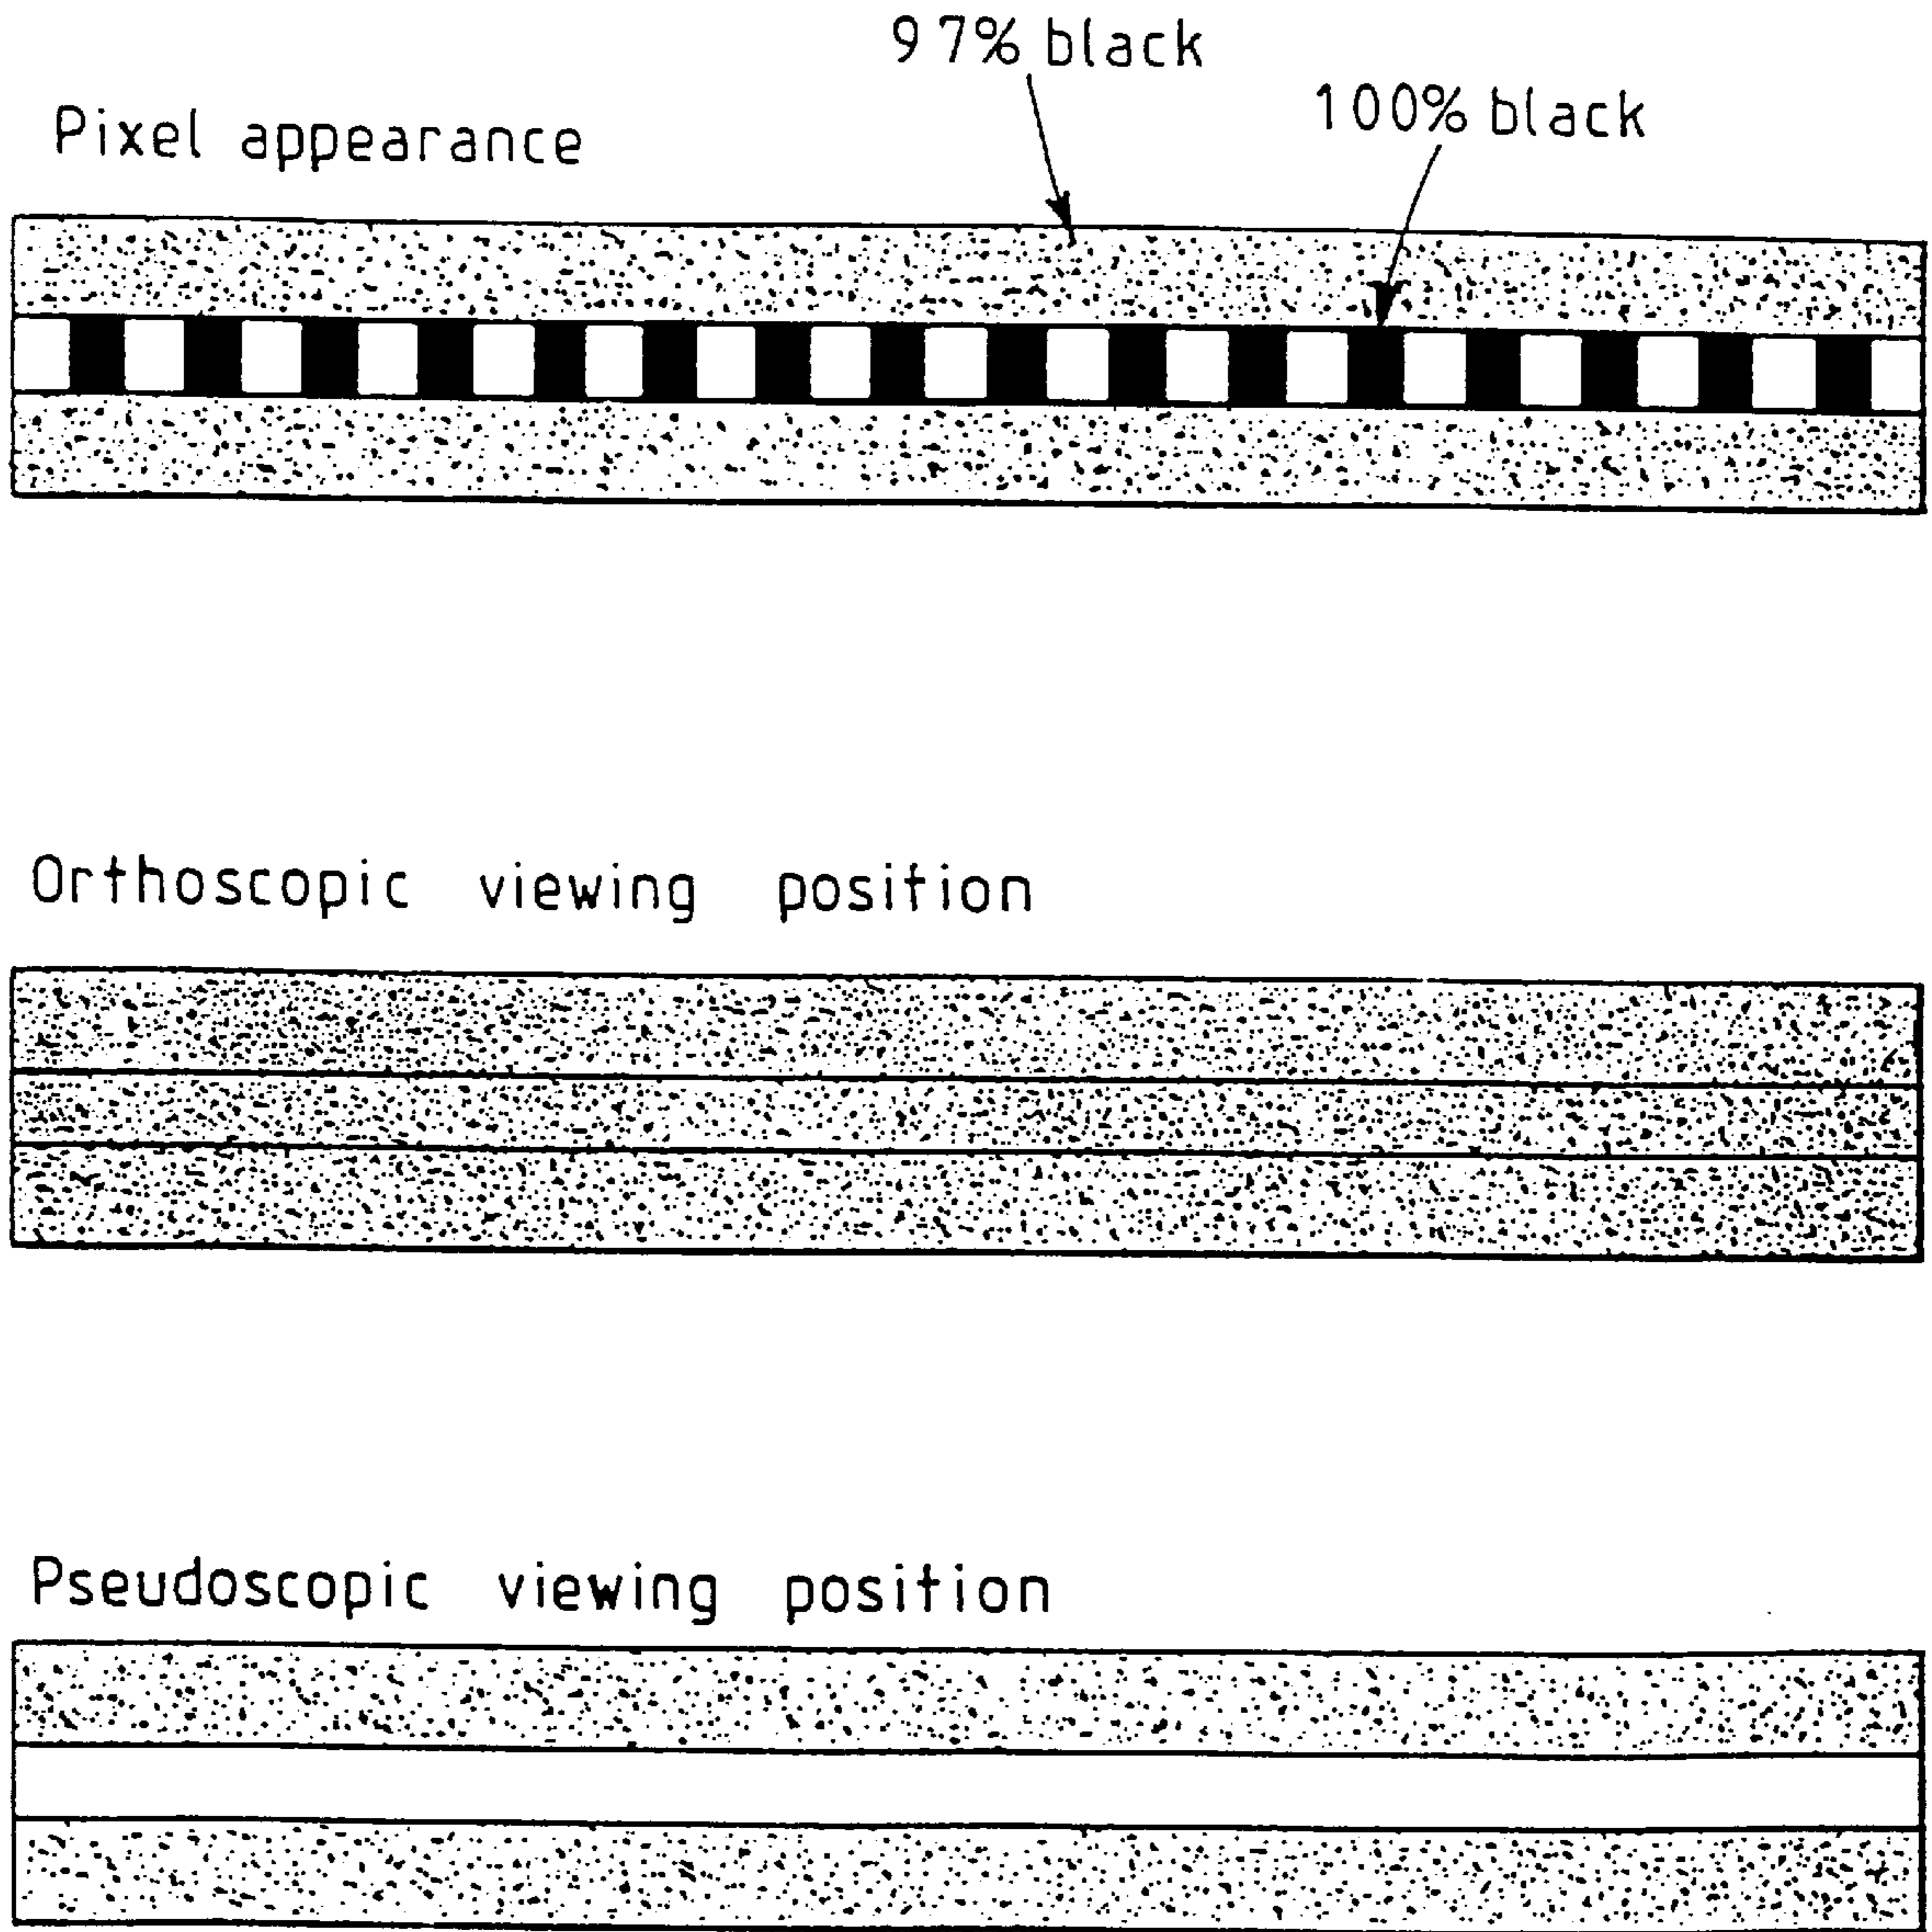 97% black
100% black
Pixel appearance
Orthoscopic viewing position
Pseudoscopic viewing position